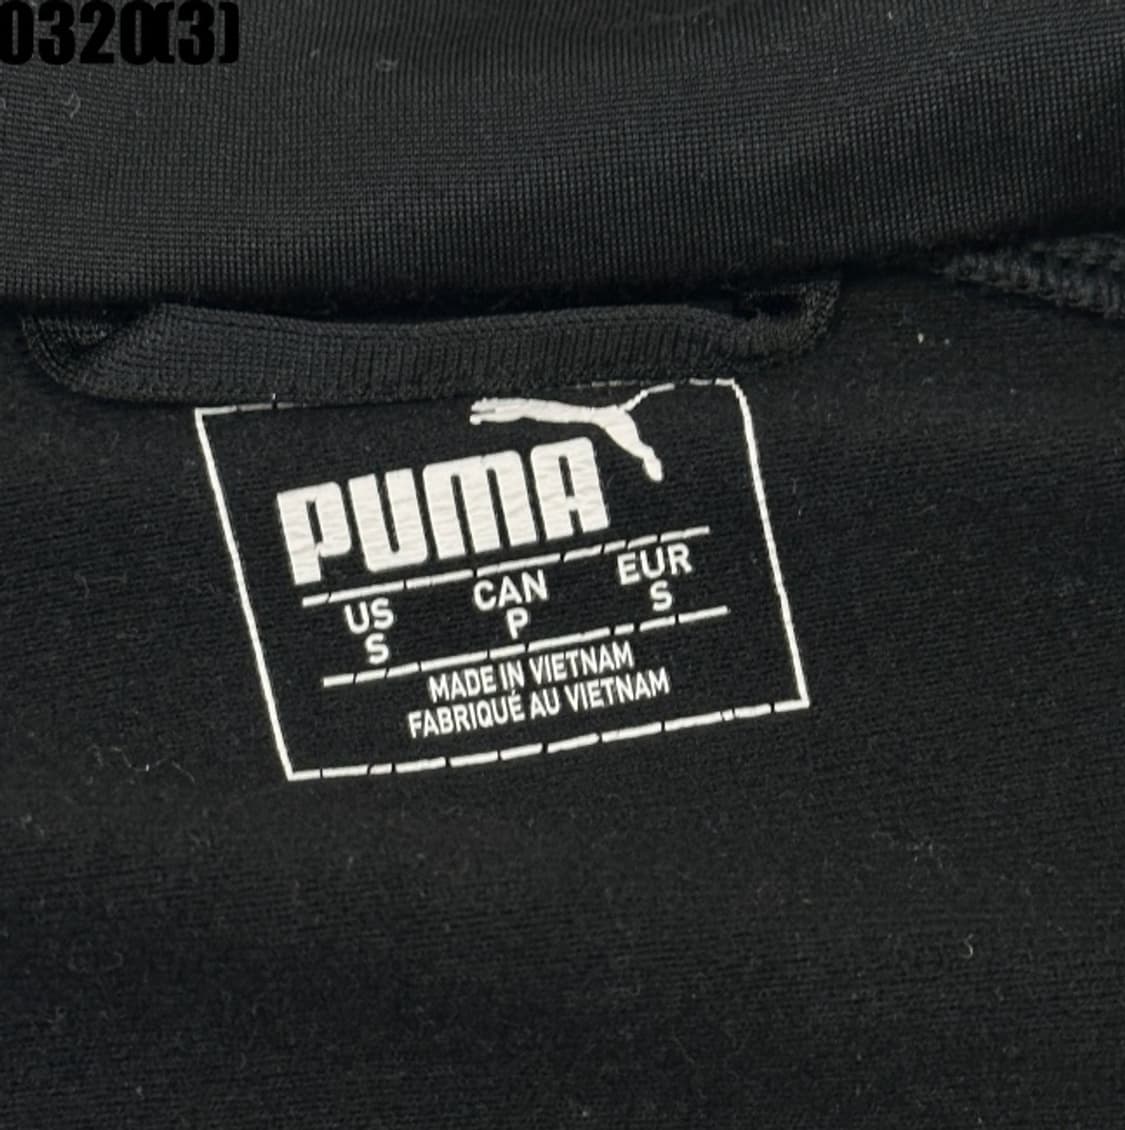 0320(3)
PUMA
US CAN EUR
S P S
MADE IN VIETNAM
FABRIQUÉ AU VIETNAM